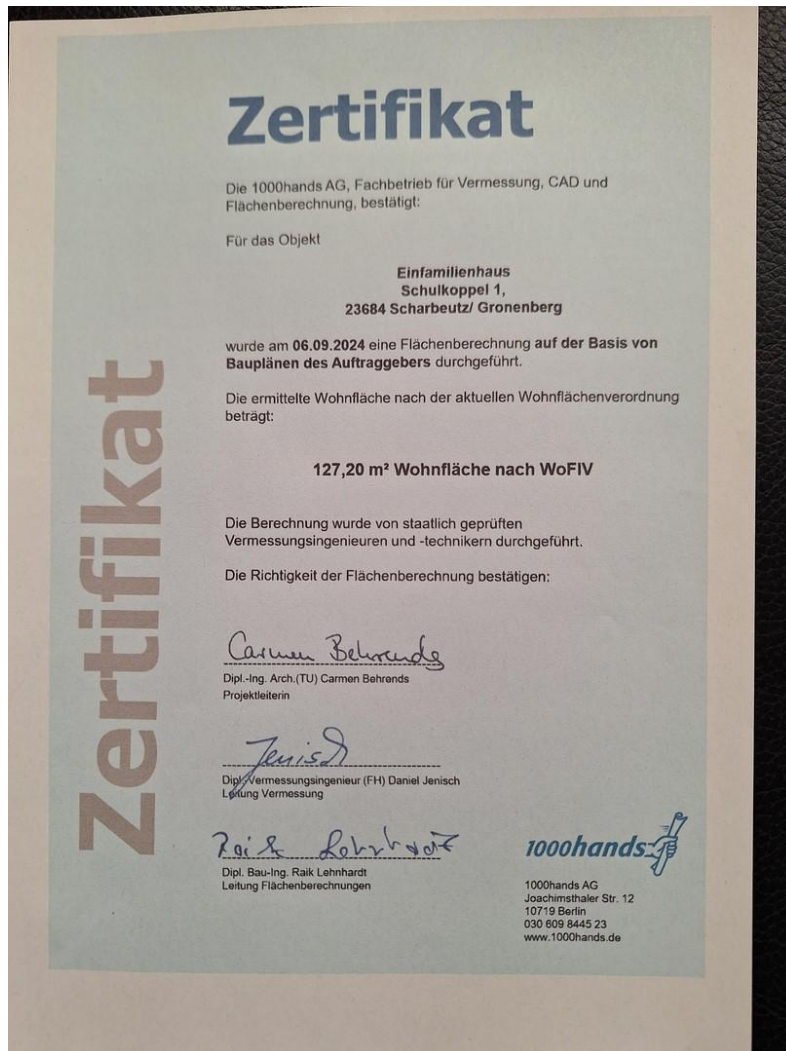 Zertifikat
Zertifikat
Die 1000hands AG, Fachbetrieb für Vermessung, CAD und
Flächenberechnung, bestätigt:
Für das Objekt
Einfamilienhaus
Schulkoppel 1,
23684 Scharbeutz/ Gronenberg
wurde am 06.09.2024 eine Flächenberechnung auf der Basis von
Bauplänen des Auftraggebers durchgeführt.
Die ermittelte Wohnfläche nach der aktuellen Wohnflächenverordnung
beträgt:
127,20 m² Wohnfläche nach WoFlV
Die Berechnung wurde von staatlich geprüften
Vermessungsingenieuren und -technikern durchgeführt.
Die Richtigkeit der Flächenberechnung bestätigen:
Carmen Behrends
Dipl.-Ing. Arch.(TU) Carmen Behrends
Projektleiterin
Jenisch
Dipl. Vermessungsingenieur (FH) Daniel Jenisch
Leitung Vermessung
Raik Lehnhardt
Dipl. Bau-Ing. Raik Lehnhardt
Leitung Flächenberechnungen
1000hands
1000hands AG
Joachimsthaler Str. 12
10719 Berlin
030 609 8445 23
www.1000hands.de